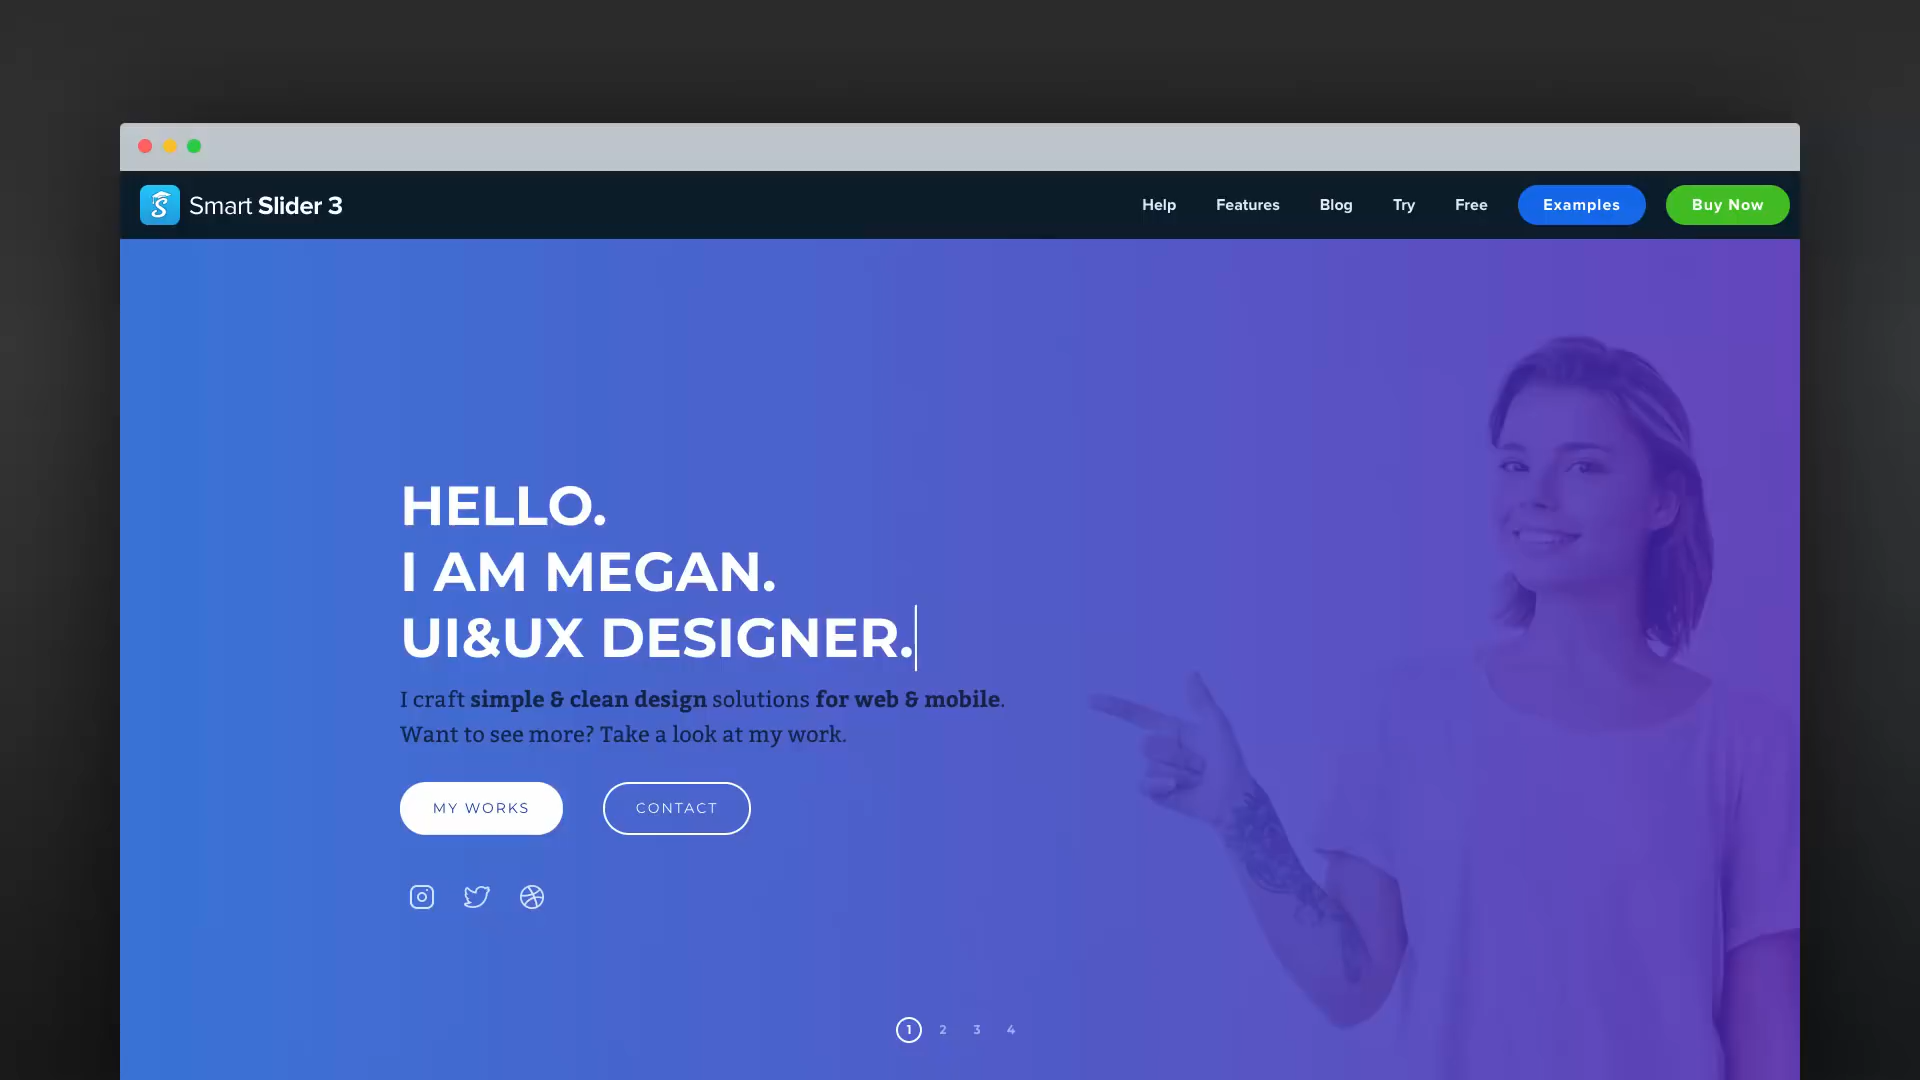 Smart Slider 3
Help Features Blog Try Free Examples Buy Now
HELLO.
I AM MEGAN.
UI&UX DESIGNER.
I craft simple & clean design solutions for web & mobile.
Want to see more? Take a look at my work.
MY WORKS CONTACT
1 2 3 4